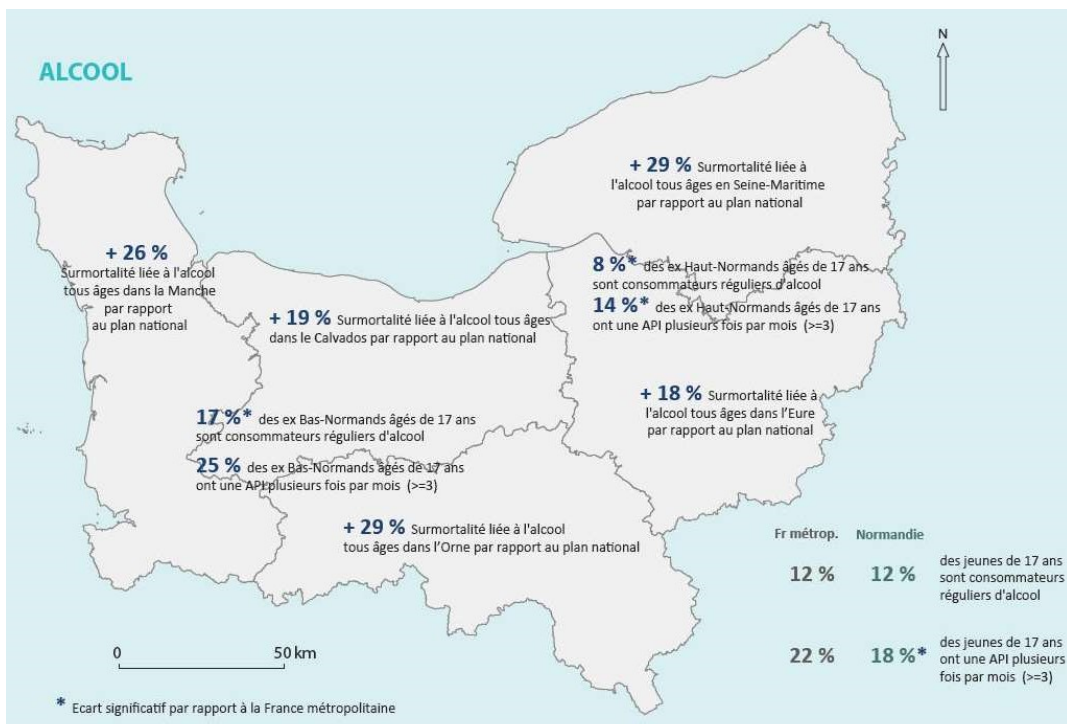 ALCOOL
N
+ 29 % Surmortalité liée à
l'alcool tous âges en Seine-Maritime
par rapport au plan national
+ 26 %
Surmortalité liée à l'alcool
tous âges dans la Manche
par rapport
au plan national
8 %* des ex Haut-Normands âgés de 17 ans
sont consommateurs réguliers d'alcool
14 %* des ex Haut-Normands âgés de 17 ans
ont une API plusieurs fois par mois (>=3)
+ 19 % Surmortalité liée à l'alcool tous âges
dans le Calvados par rapport au plan national
+ 18 % Surmortalité liée à
l'alcool tous âges dans l’Eure
par rapport au plan national
17 %* des ex Bas-Normands âgés de 17 ans
sont consommateurs réguliers d'alcool
25 % des ex Bas-Normands âgés de 17 ans
ont une API plusieurs fois par mois (>=3)
+ 29 % Surmortalité liée à l'alcool
tous âges dans l’Orne par rapport au plan national
Fr métrop. Normandie
12 % 12 % des jeunes de 17 ans
sont consommateurs
réguliers d'alcool
22 % 18 %* des jeunes de 17 ans
ont une API plusieurs
fois par mois (>=3)
0 50 km
* Ecart significatif par rapport à la France métropolitaine